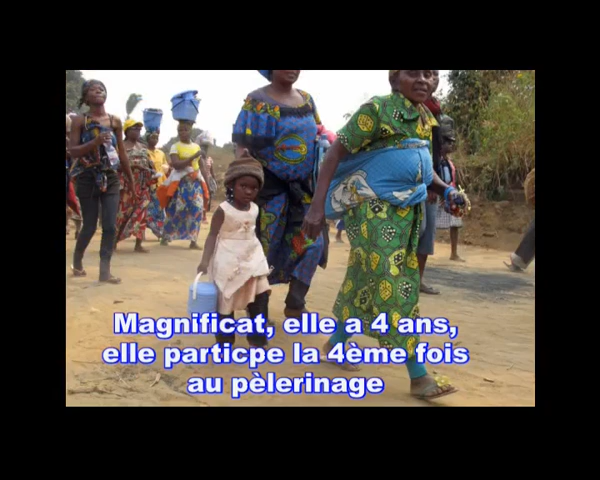 Magnificat, elle a 4 ans,
elle particpe la 4ème fois
au pèlerinage